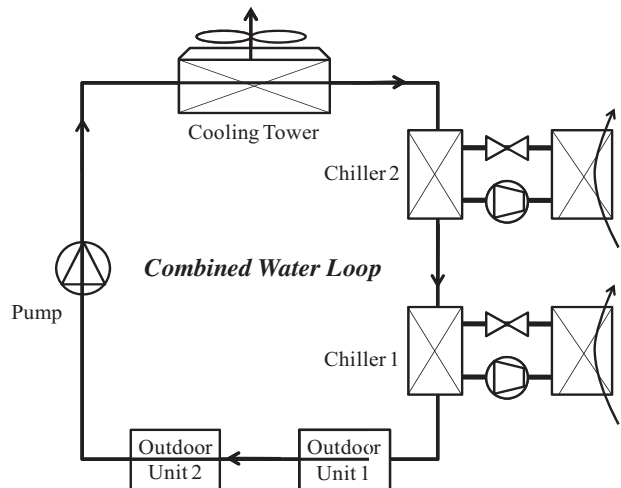 Cooling Tower
Chiller 2
Combined Water Loop
Pump
Chiller 1
Outdoor
Unit 2
Outdoor
Unit 1